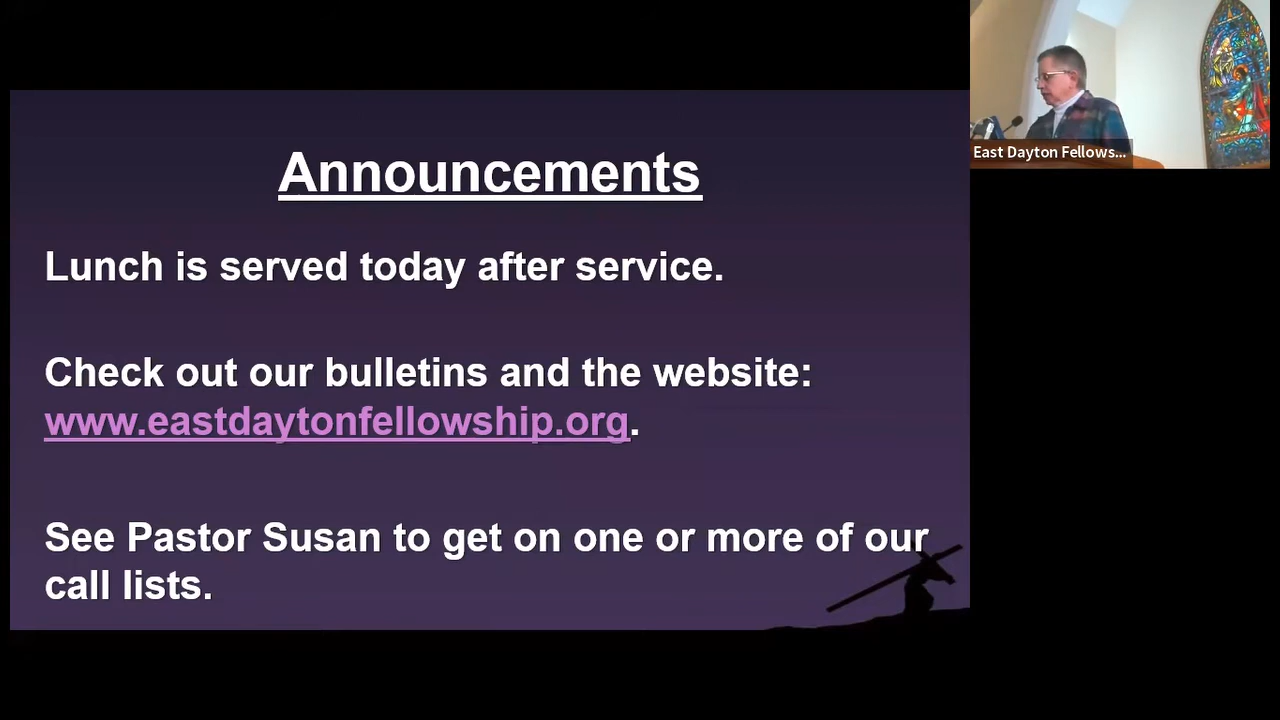 Announcements
Lunch is served today after service.
Check out our bulletins and the website:
www.eastdaytonfellowship.org.
See Pastor Susan to get on one or more of our
call lists.
East Dayton Fellows...